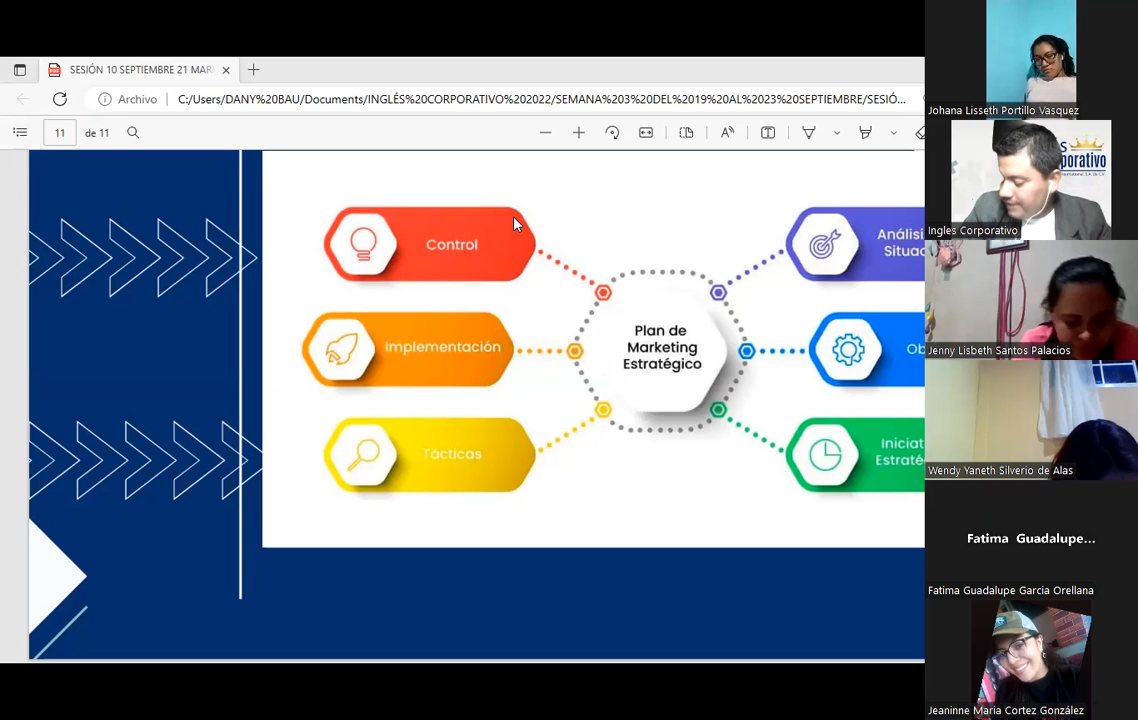 SESIÓN 10 SEPTIEMBRE 21 MAR
Archivo
C:/Users/DANY%20BAU/Documents/INGLÉS%20CORPORATIVO%202022/SEMANA%203%20DEL%2019%20AL%2023%20SEPTIEMBRE/SESIÓ...
11
de 11
Control
Implementación
Tácticas
Plan de
Marketing
Estratégico
Análisi
Situac
Ob
Iniciat
Estraté
Johana Lisseth Portillo Vasquez
orporativo
Ingles Corporativo
Jenny Lisbeth Santos Palacios
Wendy Yaneth Silverio de Alas
Fatima Guadalupe...
Fatima Guadalupe Garcia Orellana
Jeaninne Maria Cortez González